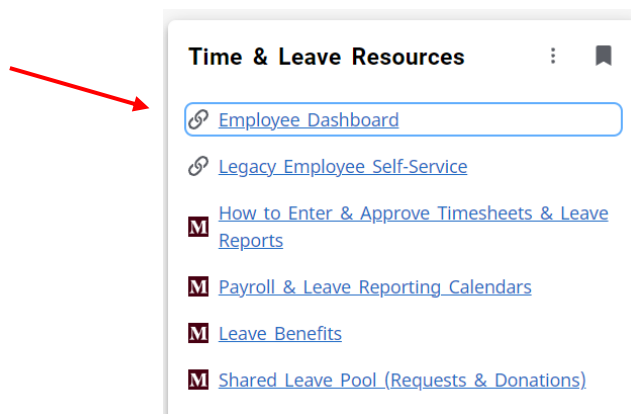 Time & Leave Resources
Employee Dashboard
Legacy Employee Self-Service
M How to Enter & Approve Timesheets & Leave
Reports
M Payroll & Leave Reporting Calendars
M Leave Benefits
M Shared Leave Pool (Requests & Donations)